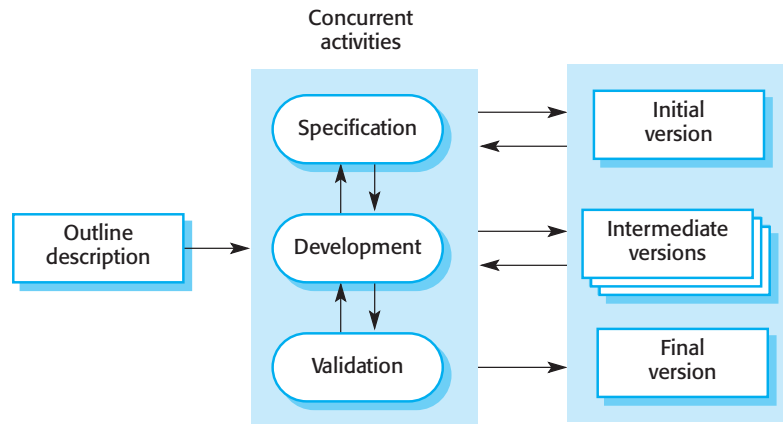 Concurrent
activities
Specification
Initial
version
Outline
description
Development
Intermediate
versions
Validation
Final
version